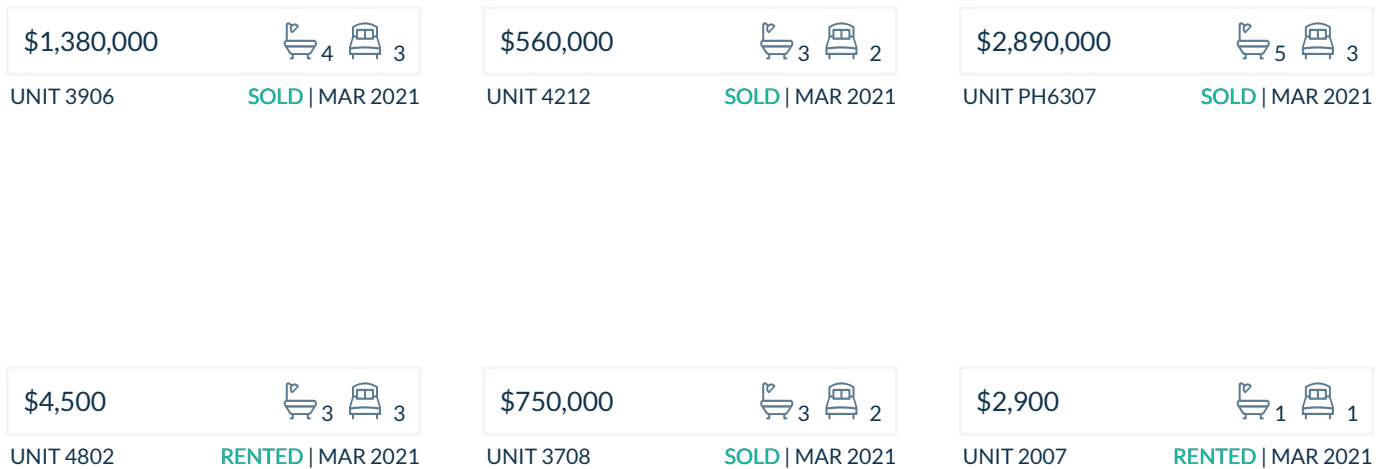 $1,380,000 4 3
UNIT 3906 SOLD | MAR 2021
$560,000 3 2
UNIT 4212 SOLD | MAR 2021
$2,890,000 5 3
UNIT PH6307 SOLD | MAR 2021
$4,500 3 3
UNIT 4802 RENTED | MAR 2021
$750,000 3 2
UNIT 3708 SOLD | MAR 2021
$2,900 1 1
UNIT 2007 RENTED | MAR 2021